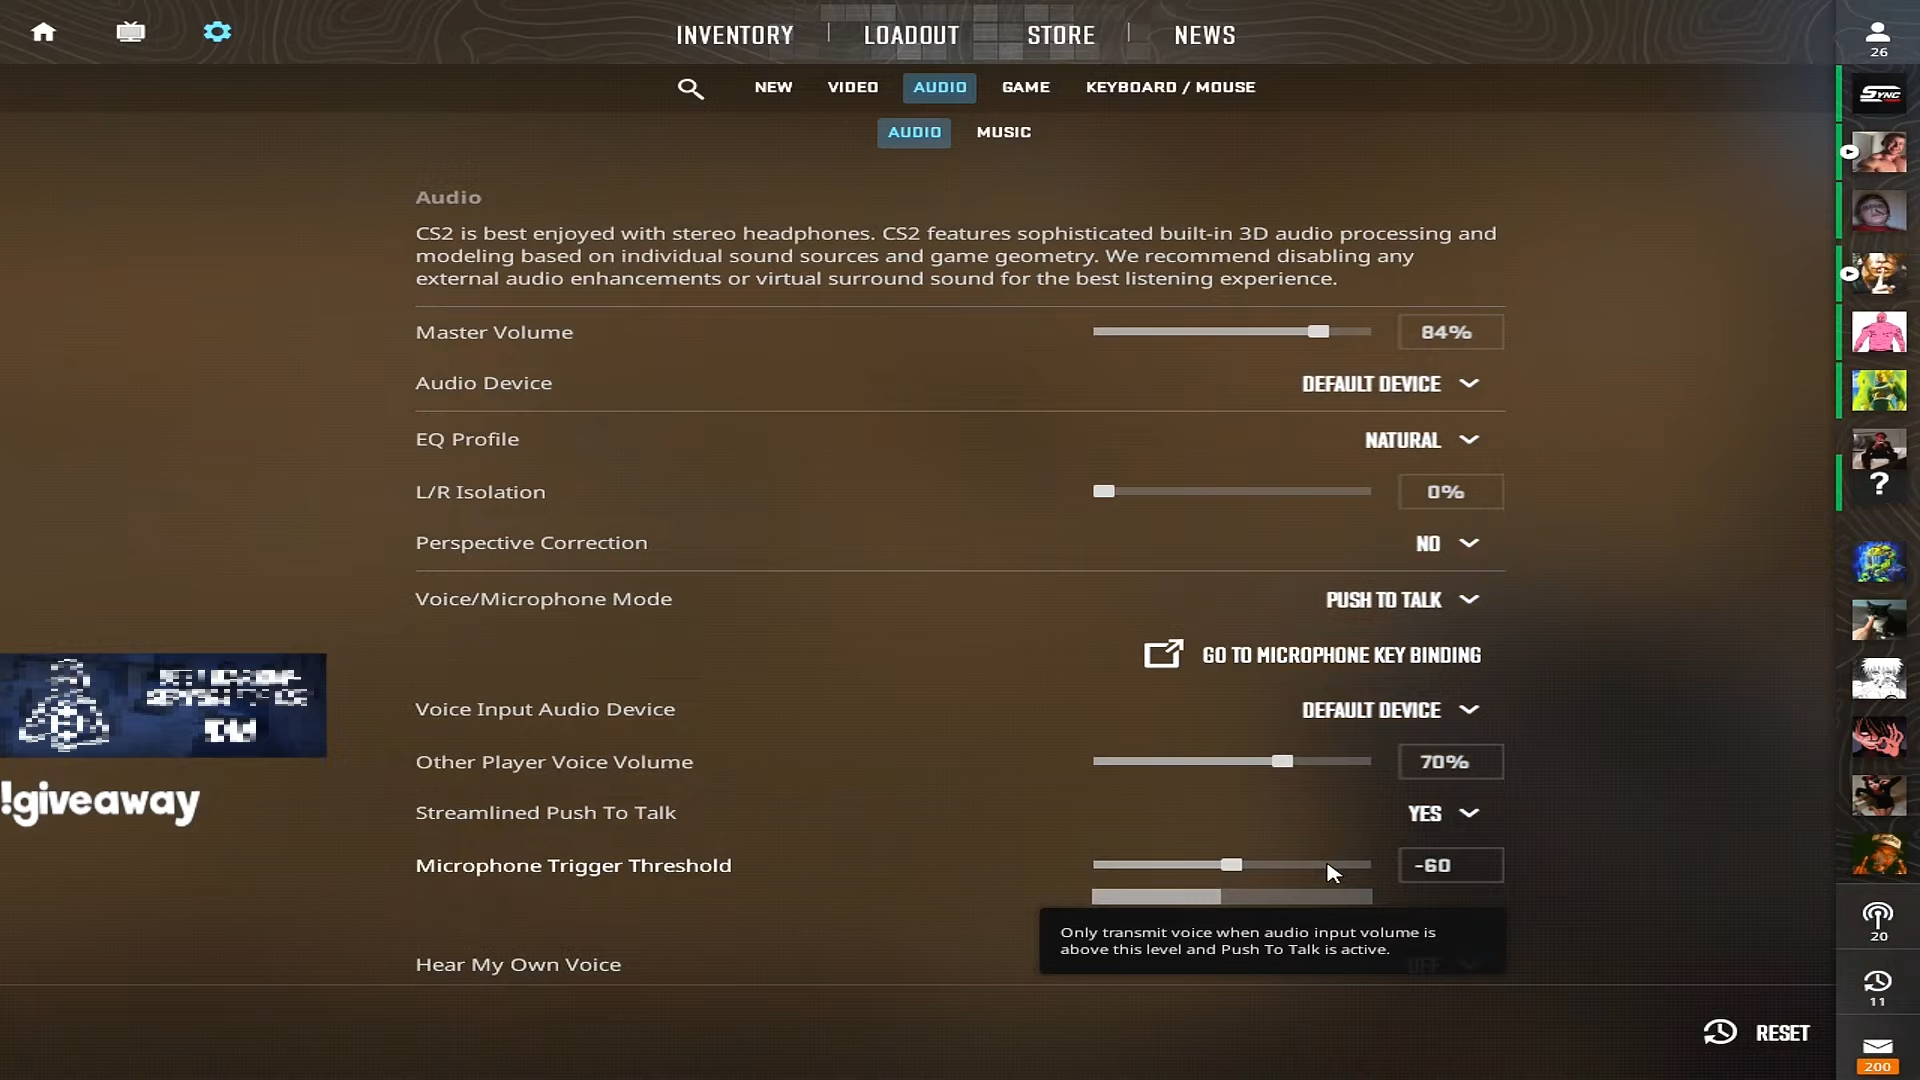 INVENTORY
LOADOUT
STORE
NEWS
26
NEW
VIDEO
AUDIO
GAME
KEYBOARD / MOUSE
SYNC
AUDIO
MUSIC
Audio
CS2 is best enjoyed with stereo headphones. CS2 features sophisticated built-in 3D audio processing and
modeling based on individual sound sources and game geometry. We recommend disabling any
external audio enhancements or virtual surround sound for the best listening experience.
Master Volume
84%
Audio Device
DEFAULT DEVICE
EQ Profile
NATURAL
L/R Isolation
0%
?
Perspective Correction
NO
Voice/Microphone Mode
PUSH TO TALK
GO TO MICROPHONE KEY BINDING
Voice Input Audio Device
DEFAULT DEVICE
Other Player Voice Volume
70%
!giveaway
Streamlined Push To Talk
YES
Microphone Trigger Threshold
-60
Only transmit voice when audio input volume is
above this level and Push To Talk is active.
Hear My Own Voice
OFF
20
11
RESET
200